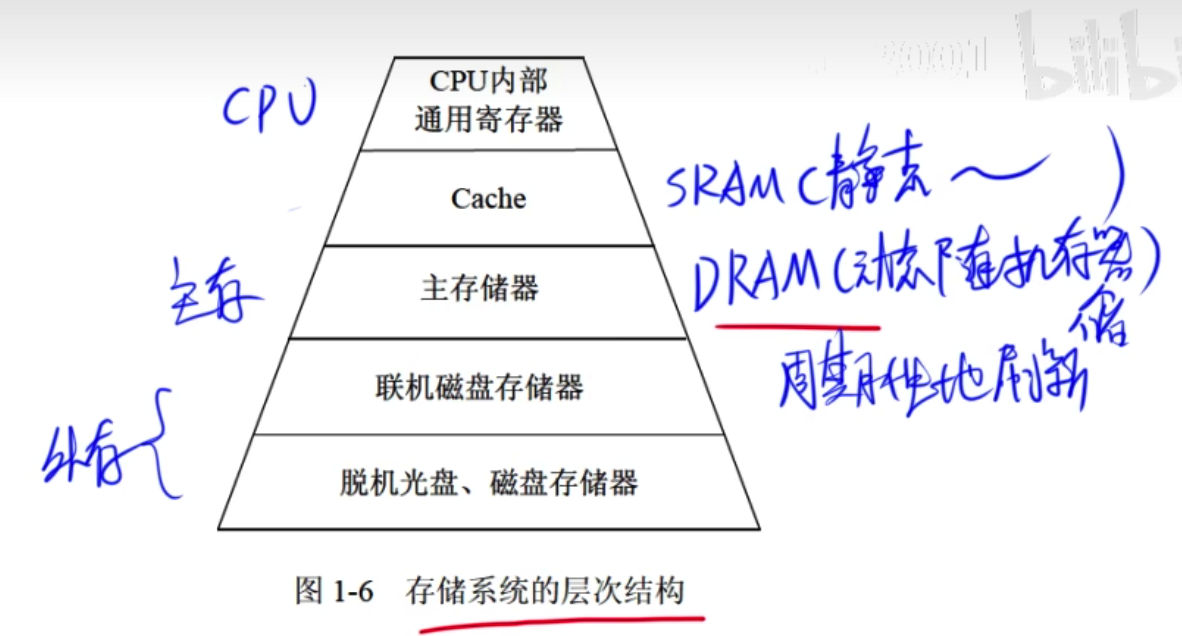 CPU内部
通用寄存器
Cache
主存储器
联机磁盘存储器
脱机光盘、磁盘存储器
图 1-6 存储系统的层次结构
CPU
主存
外存
SRAM(静态~)
DRAM(动态随机存器)
储
周期性地刷新
bilibi